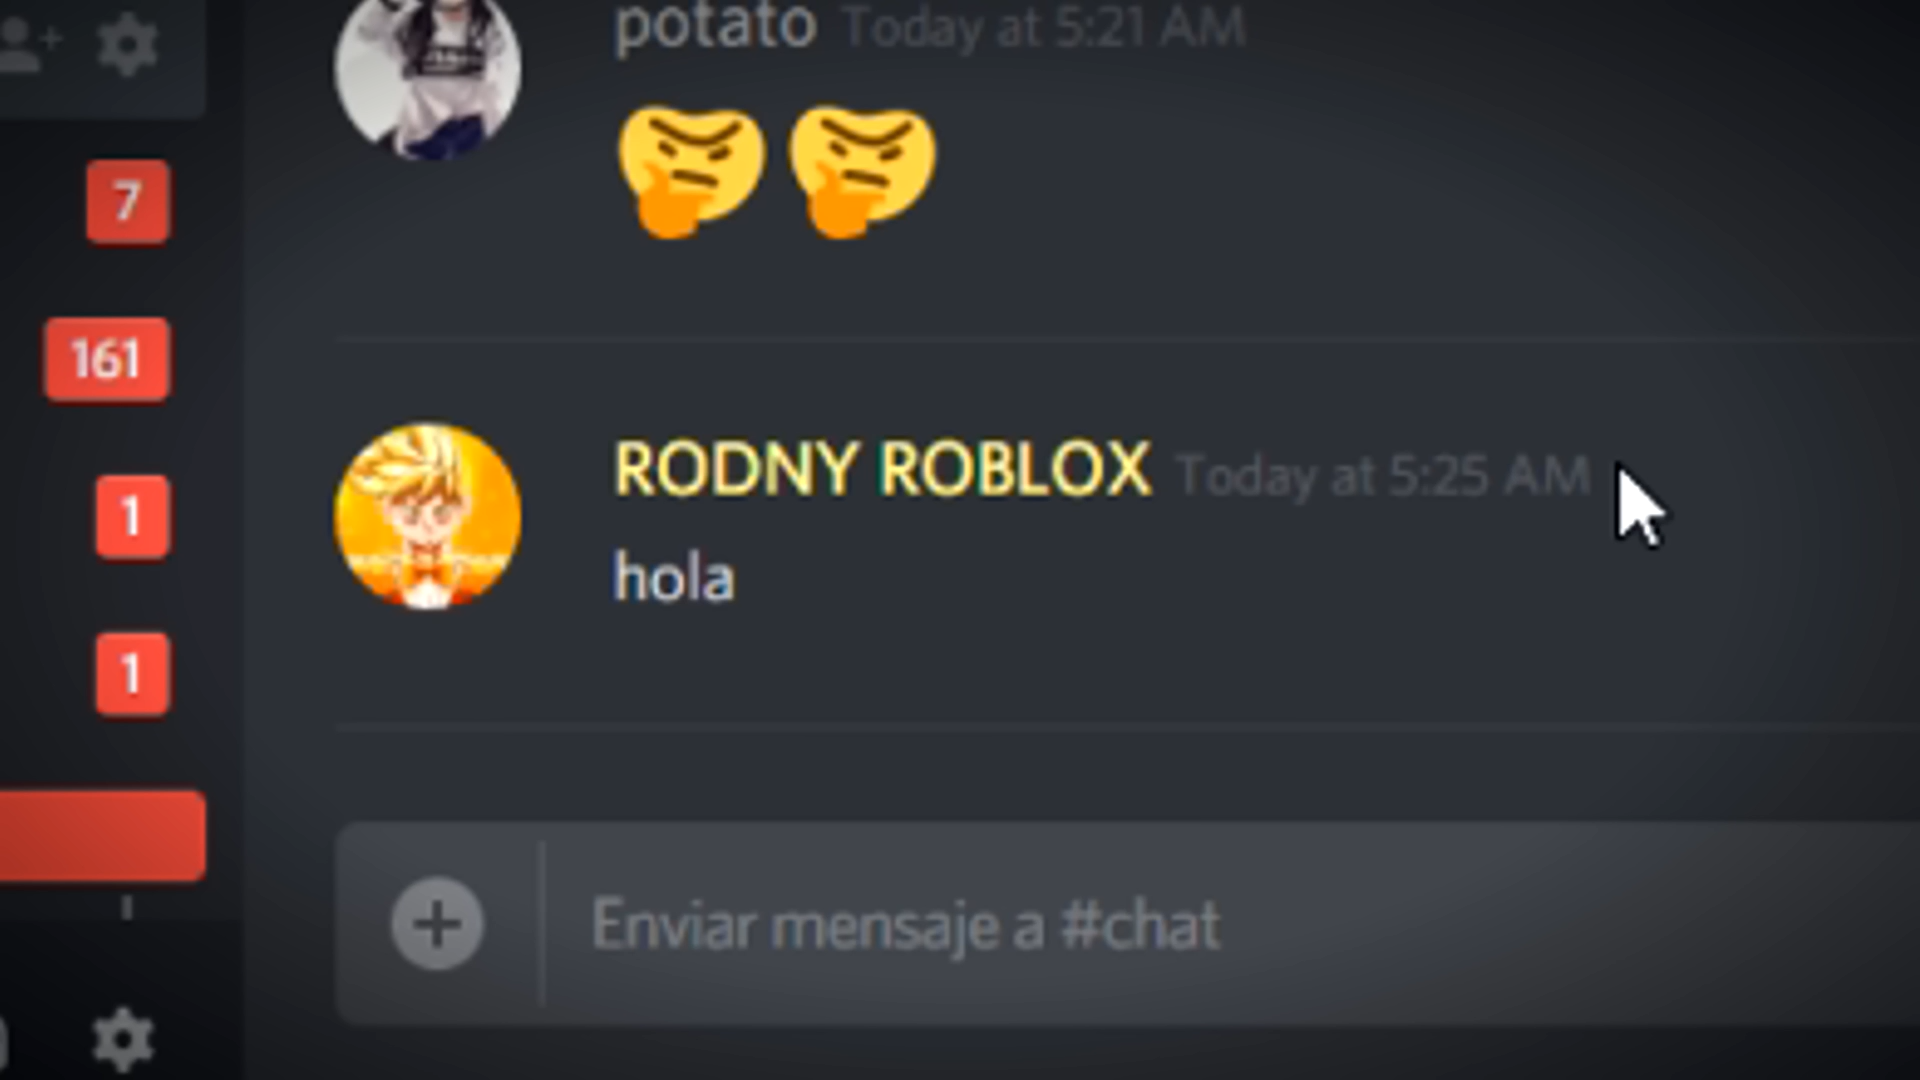 potato Today at 5:21 AM
7
161
1
RODNY ROBLOX Today at 5:25 AM
hola
1
Enviar mensaje a #chat